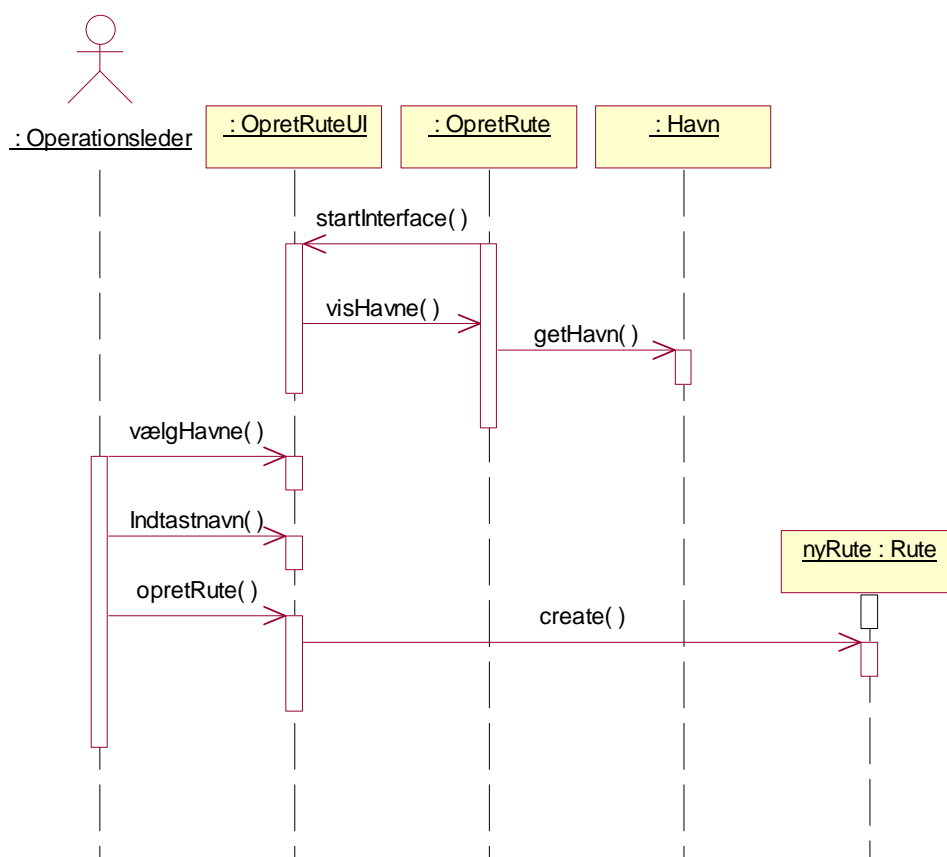 : Operationsleder
: OpretRuteUI
: OpretRute
: Havn
startInterface( )
visHavne( )
getHavn( )
vælgHavne( )
Indtastnavn( )
nyRute : Rute
opretRute( )
create( )